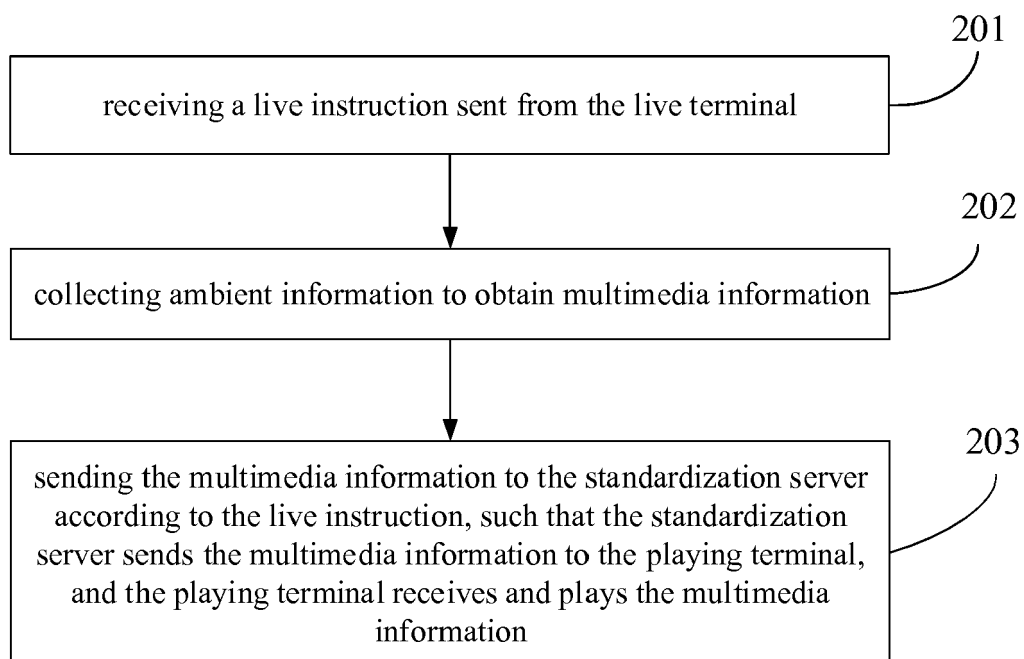 201
receiving a live instruction sent from the live terminal
202
collecting ambient information to obtain multimedia information
203
sending the multimedia information to the standardization server
according to the live instruction, such that the standardization
server sends the multimedia information to the playing terminal,
and the playing terminal receives and plays the multimedia
information